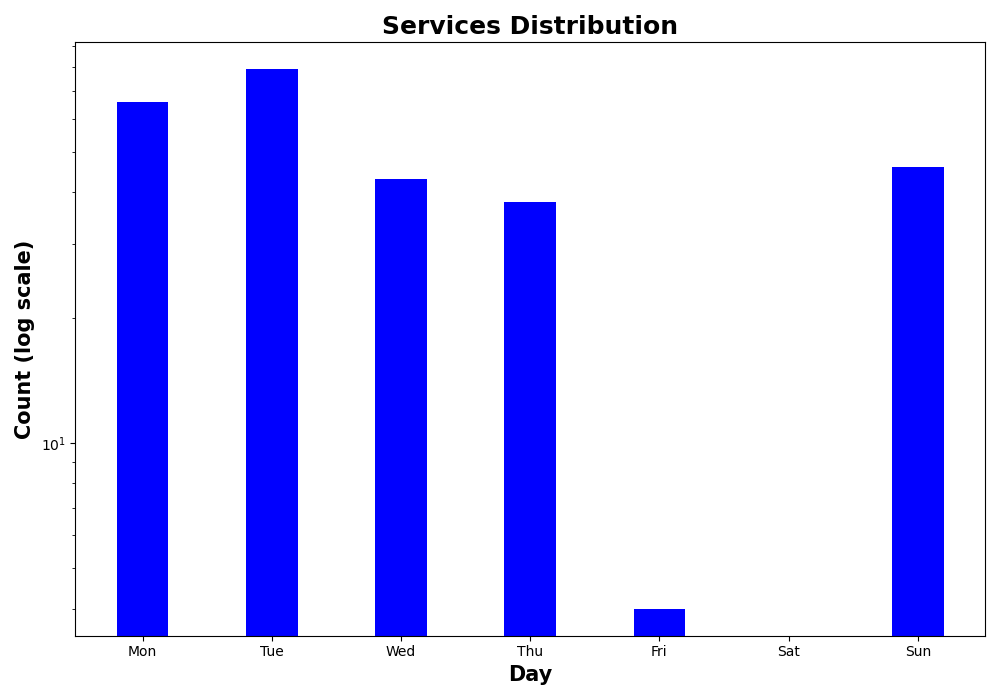 Services Distribution
Count (log scale)
10¹
Mon Tue Wed Thu Fri Sat Sun
Day